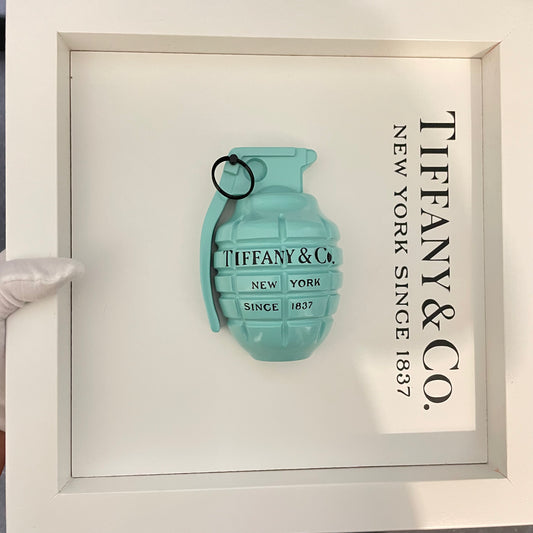 TIFFANY & CO.
NEW YORK
SINCE 1837
TIFFANY & CO.
NEW YORK SINCE 1837